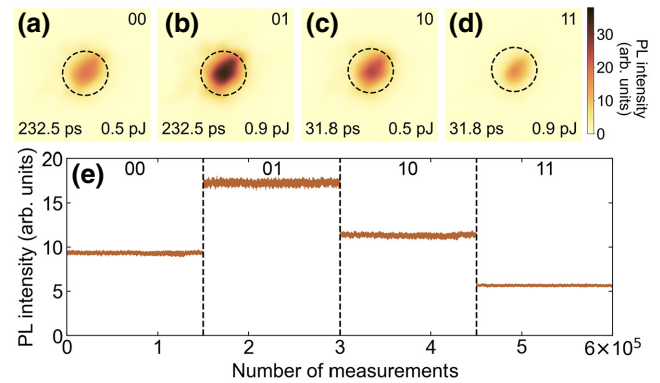 (a) 00
232.5 ps 0.5 pJ
(b) 01
232.5 ps 0.9 pJ
(c) 10
31.8 ps 0.5 pJ
(d) 11
31.8 ps 0.9 pJ
30
20
10
0
PL intensity
(arb. units)
(e) 00 01 10 11
20
15
10
5
0
PL intensity (arb. units)
0 1 2 3 4 5 6×10⁵
Number of measurements